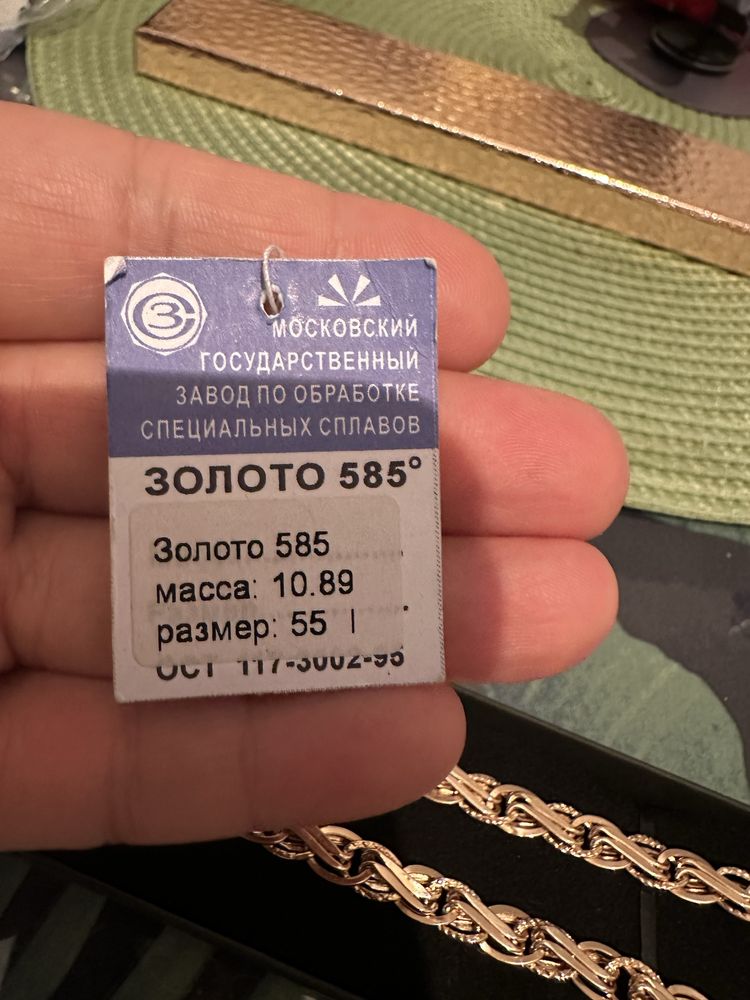 МОСКОВСКИЙ
ГОСУДАРСТВЕННЫЙ
ЗАВОД ПО ОБРАБОТКЕ
СПЕЦИАЛЬНЫХ СПЛАВОВ
ЗОЛОТО 585°
Золото 585
масса: 10.89
размер: 55 |
ОСТ 117-3002-95